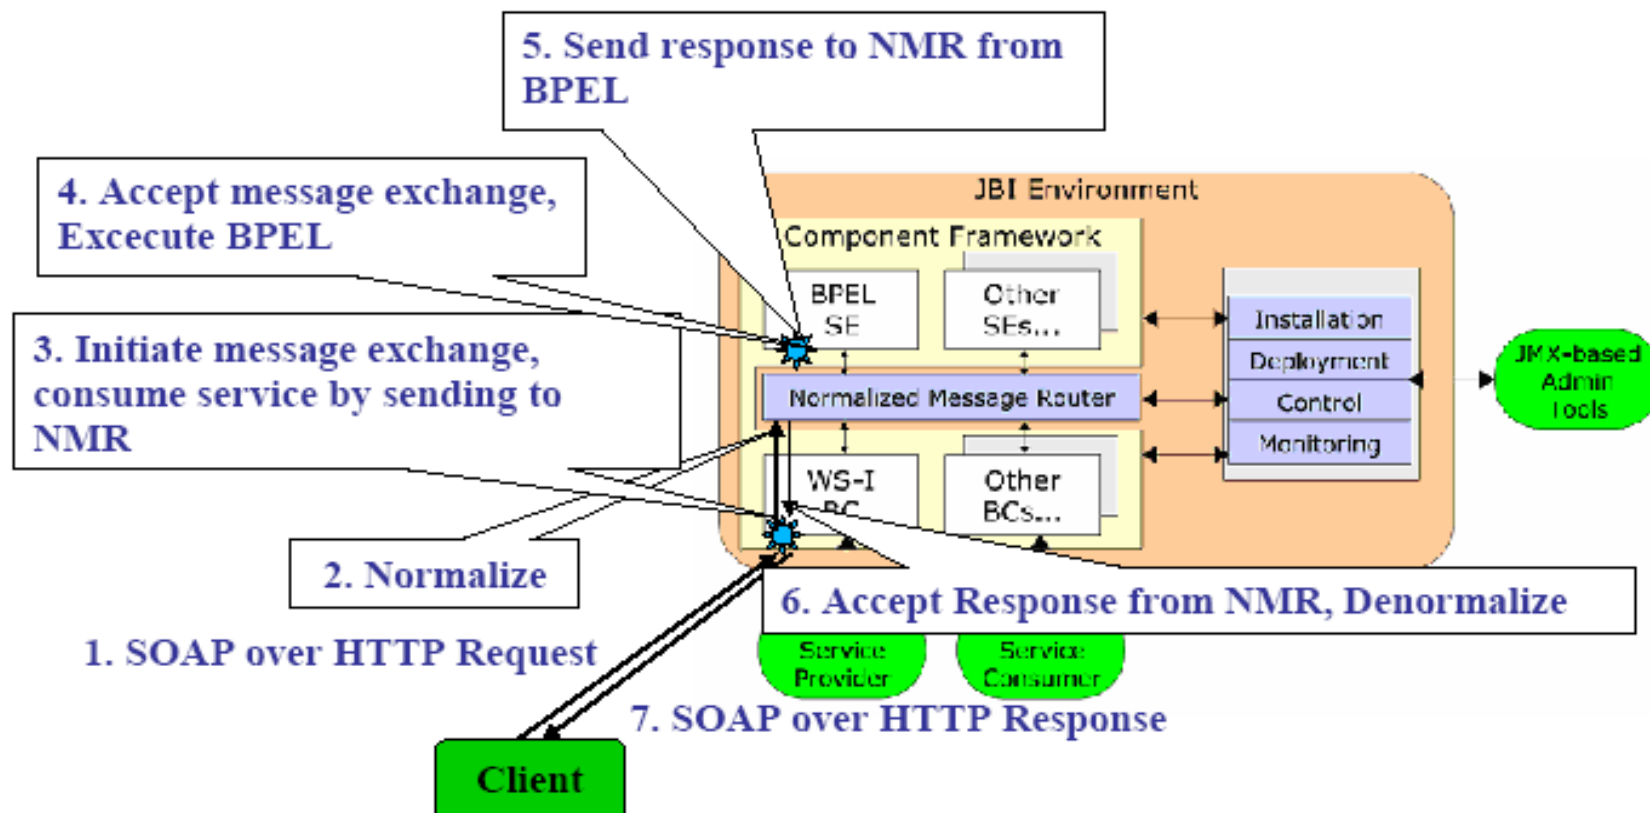 5. Send response to NMR from
BPEL
4. Accept message exchange,
Excecute BPEL
JBI Environment
Component Framework
BPEL
SE
Other
SEs...
3. Initiate message exchange,
consume service by sending to
NMR
Installation
Deployment
Control
Monitoring
JMX-based
Admin
Tools
Normalized Message Router
WS-I
BC
Other
BCs...
2. Normalize
6. Accept Response from NMR, Denormalize
1. SOAP over HTTP Request
Service
Provider
Service
Consumer
7. SOAP over HTTP Response
Client